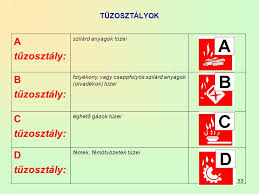 TŰZOSZTÁLYOK
A
tűzosztály:
szilárd anyagok tüzei
A
B
tűzosztály:
folyékony, vagy cseppfolyós szilárd anyagok
(olvadékok) tüzei
B
C
tűzosztály:
éghető gázok tüzei
C
D
tűzosztály:
fémek, fémötvözetek tüzei
D
53